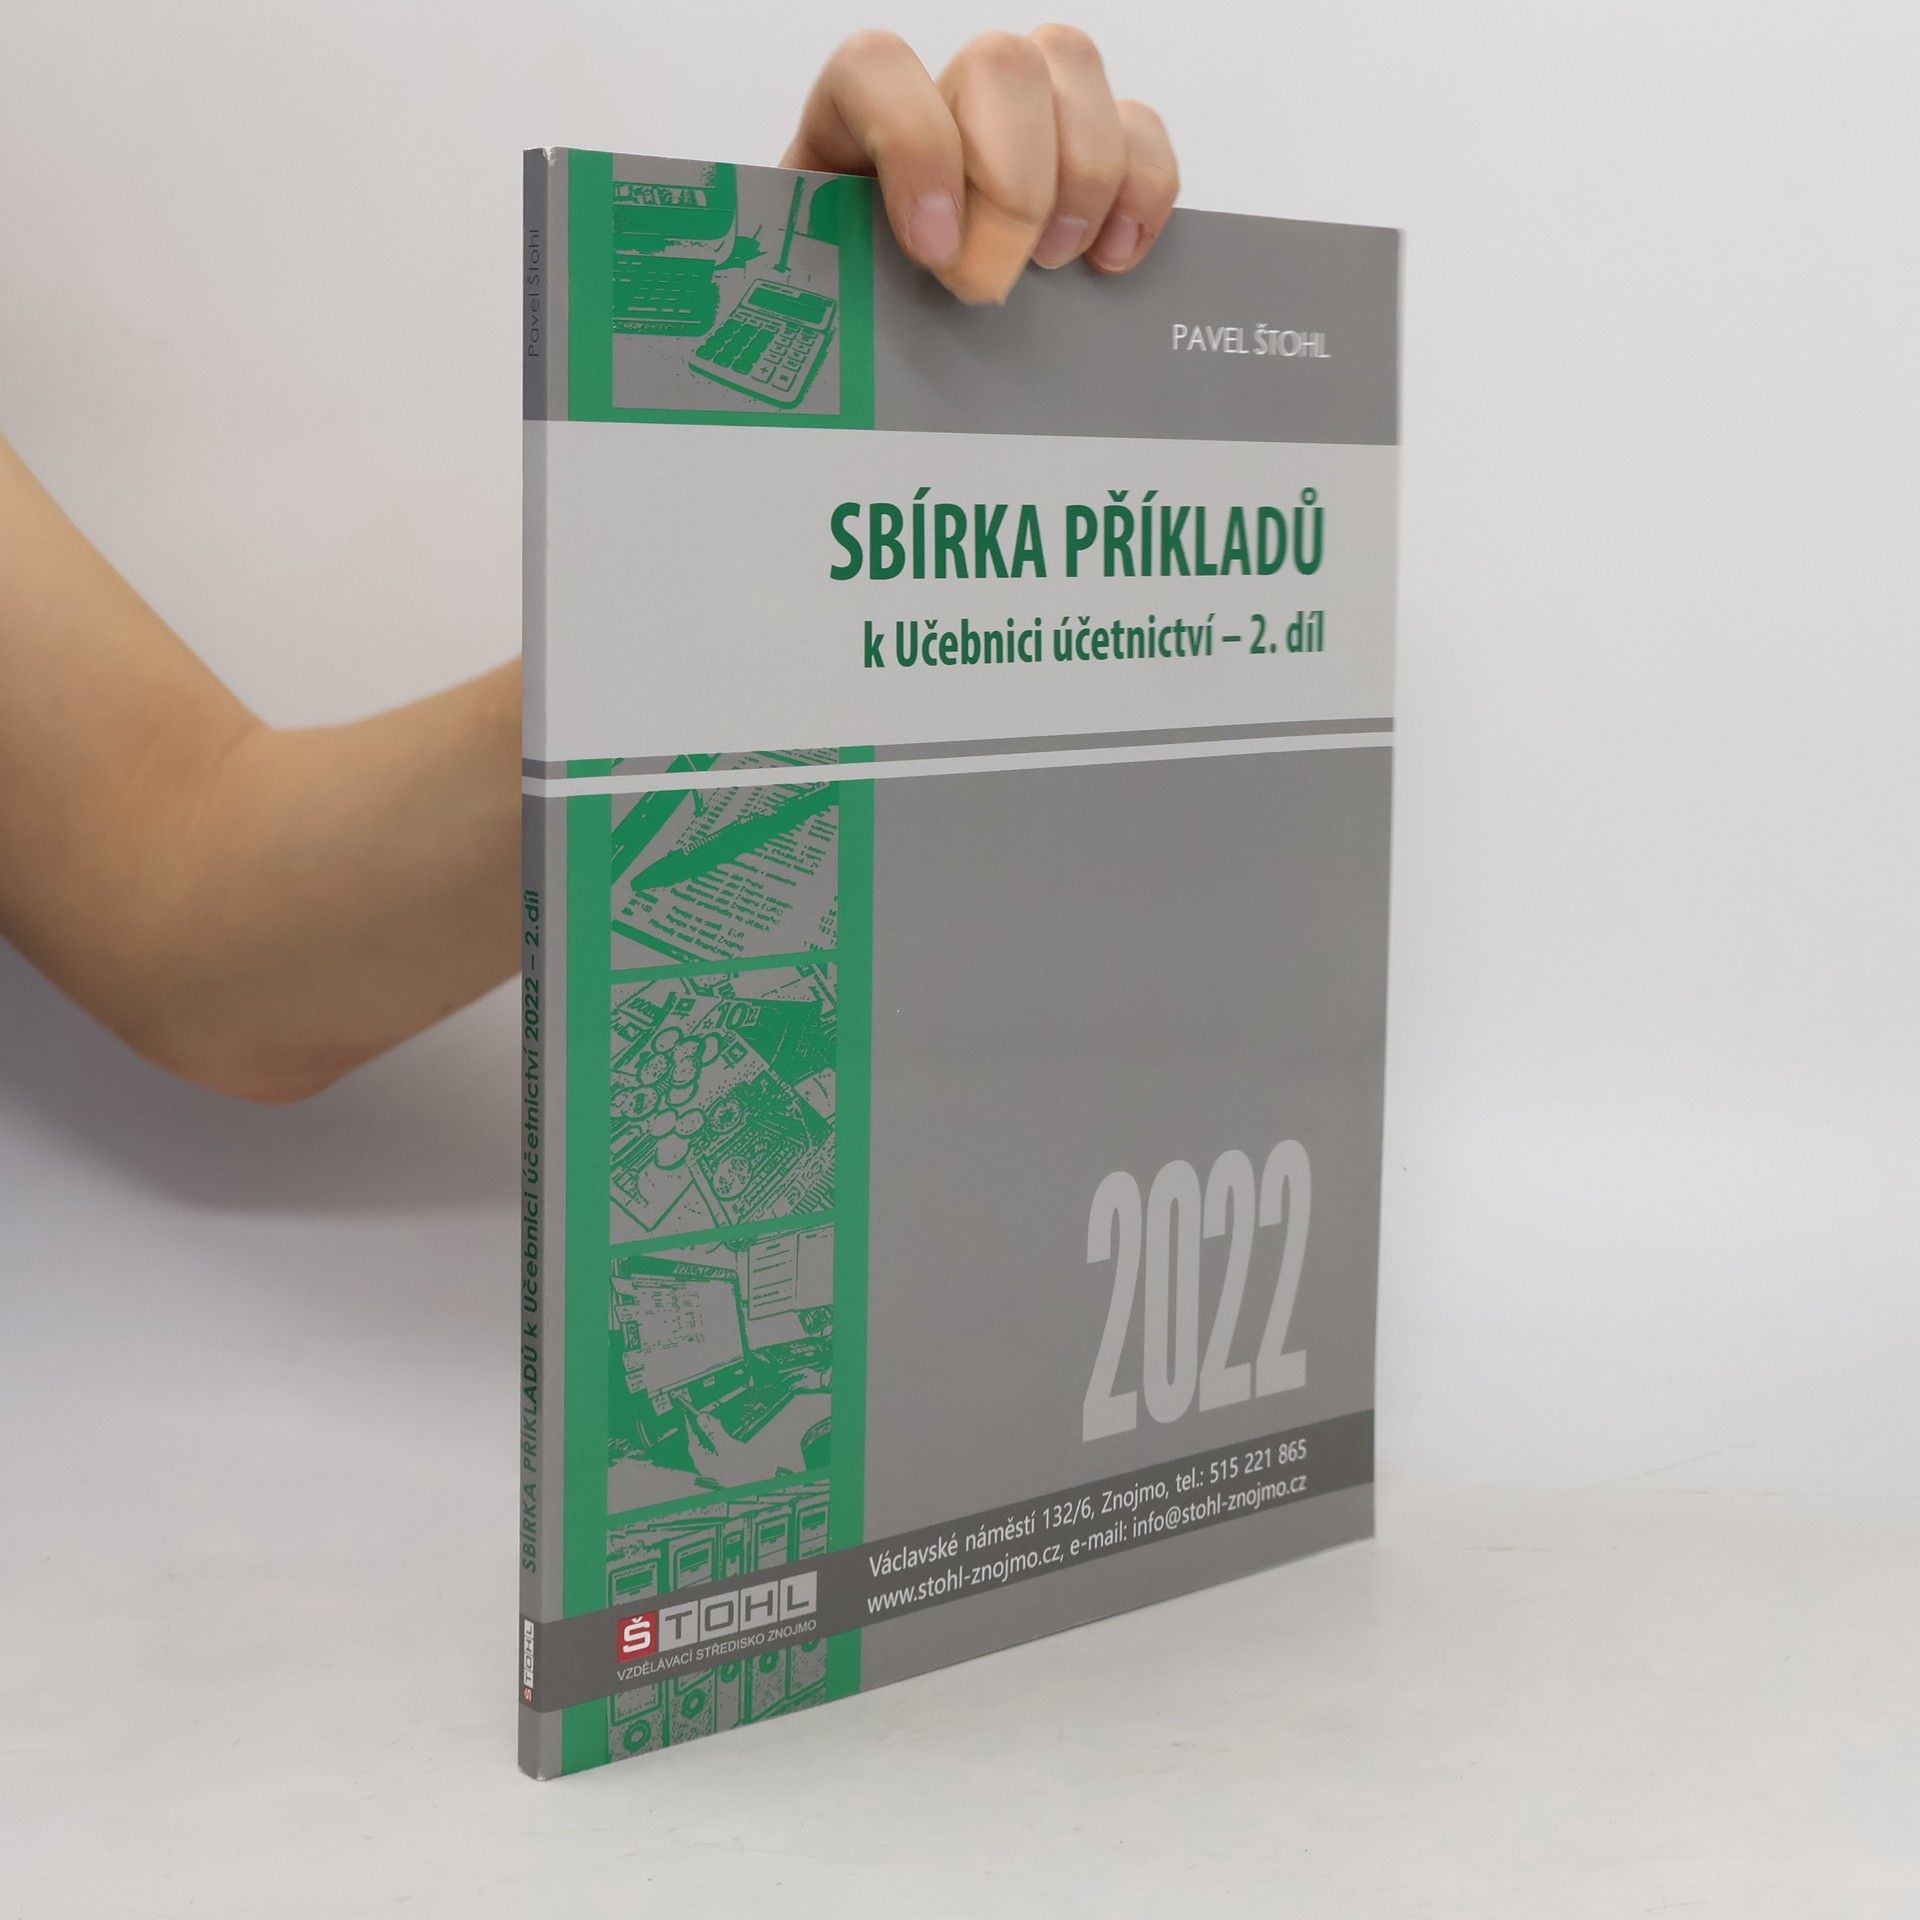 PAVEL ŠTOHL
SBÍRKA PŘÍKLADŮ
k Učebnici účetnictví – 2. díl
2022
Václavské náměstí 132/6, Znojmo, tel.: 515 221 865
www.stohl-znojmo.cz, e-mail: info@stohl-znojmo.cz
ŠTOHL
VZDĚLÁVACÍ STŘEDISKO ZNOJMO
Pavel Štohl
SBÍRKA PŘÍKLADŮ k Učebnici účetnictví 2022 – 2.díl
ŠTOHL